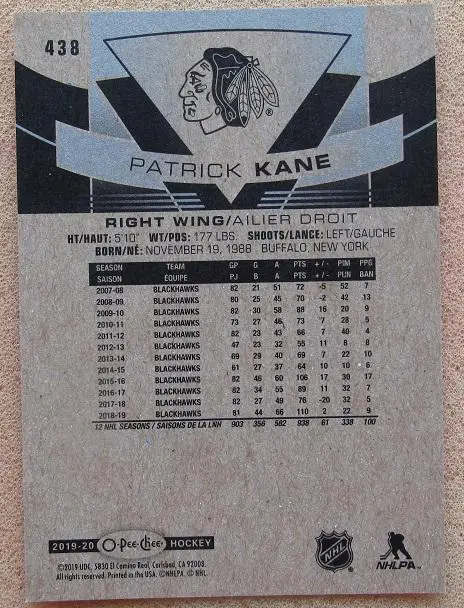 438
®
PATRICK KANE
RIGHT WING/AILIER DROIT
HT/HAUT: 5'10" WT/PDS: 177 LBS. SHOOTS/LANCE: LEFT/GAUCHE
BORN/NÉ: NOVEMBER 19, 1988 BUFFALO, NEW YORK
SEASON TEAM GP G A PTS +/- PIM PPG
SAISON ÉQUIPE PJ B A PTS +/- PUN BAN
2007-08 BLACKHAWKS 82 21 51 72 -5 52 7
2008-09 BLACKHAWKS 80 25 45 70 -2 42 13
2009-10 BLACKHAWKS 82 30 58 88 16 20 9
2010-11 BLACKHAWKS 73 27 46 73 7 28 5
2011-12 BLACKHAWKS 82 23 43 66 7 40 4
2012-13 BLACKHAWKS 47 23 32 55 11 8 8
2013-14 BLACKHAWKS 69 29 40 69 7 22 10
2014-15 BLACKHAWKS 61 27 37 64 10 10 6
2015-16 BLACKHAWKS 82 46 60 106 17 30 17
2016-17 BLACKHAWKS 82 34 55 89 11 32 7
2017-18 BLACKHAWKS 82 27 49 76 -20 32 5
2018-19 BLACKHAWKS 81 44 66 110 2 22 9
12 NHL SEASONS / SAISONS DE LA LNH 903 356 582 938 61 338 100
2019-20 O-Pee-Chee HOCKEY
©2019 UDC. 5830 El Camino Real, Carlsbad, CA 92008.
All rights reserved. Printed in the USA. ©NHLPA. © NHL.
NHL
NHLPA